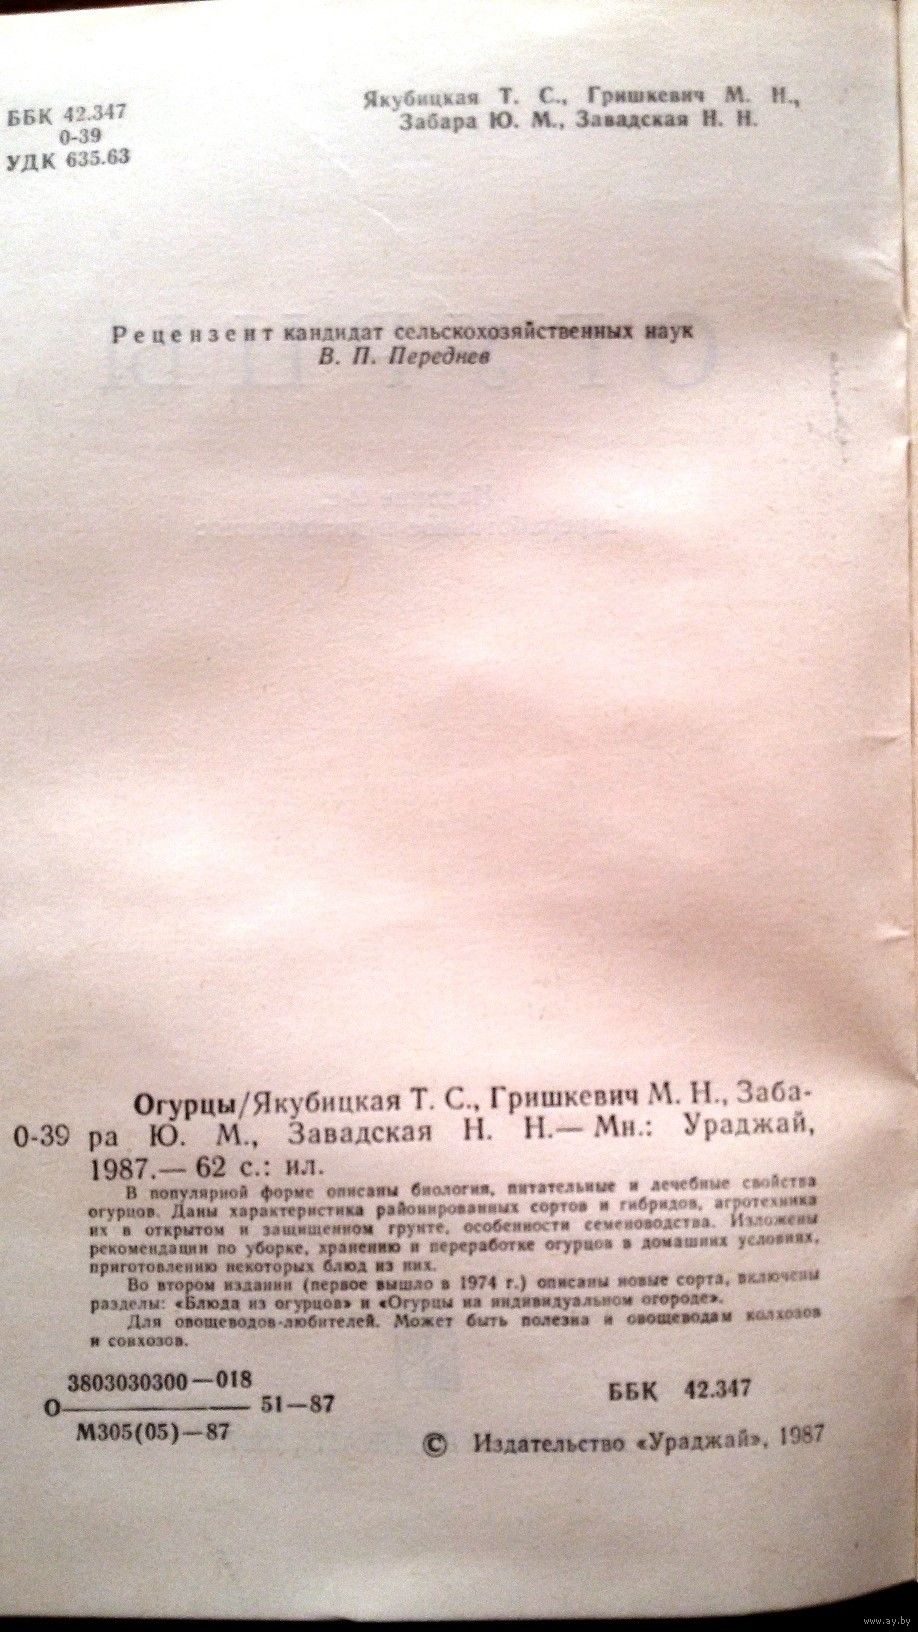 ББК 42.347
О-39
УДК 635.63
Якубицкая Т. С., Гришкевич М. Н.,
Забара Ю. М., Завадская Н. Н.
Рецензент кандидат сельскохозяйственных наук
В. П. Переднев
Огурцы/Якубицкая Т. С., Гришкевич М. Н., Заба-
О-39 ра Ю. М., Завадская Н. Н.— Мн.: Ураджай,
1987.— 62 с.: ил.
В популярной форме описаны биология, питательные и лечебные свойства
огурцов. Даны характеристика районированных сортов и гибридов, агротехника
их в открытом и защищенном грунте, особенности семеноводства. Изложены
рекомендации по уборке, хранению и переработке огурцов в домашних условиях,
приготовлению некоторых блюд из них.
Во втором издании (первое вышло в 1974 г.) описаны новые сорта, включены
разделы: «Блюда из огурцов» и «Огурцы на индивидуальном огороде».
Для овощеводов-любителей. Может быть полезна и овощеводам колхозов
и совхозов.
3803030300—018
О——————— 51—87
М305(05)—87
ББК 42.347
© Издательство «Ураджай», 1987
www.ay.by